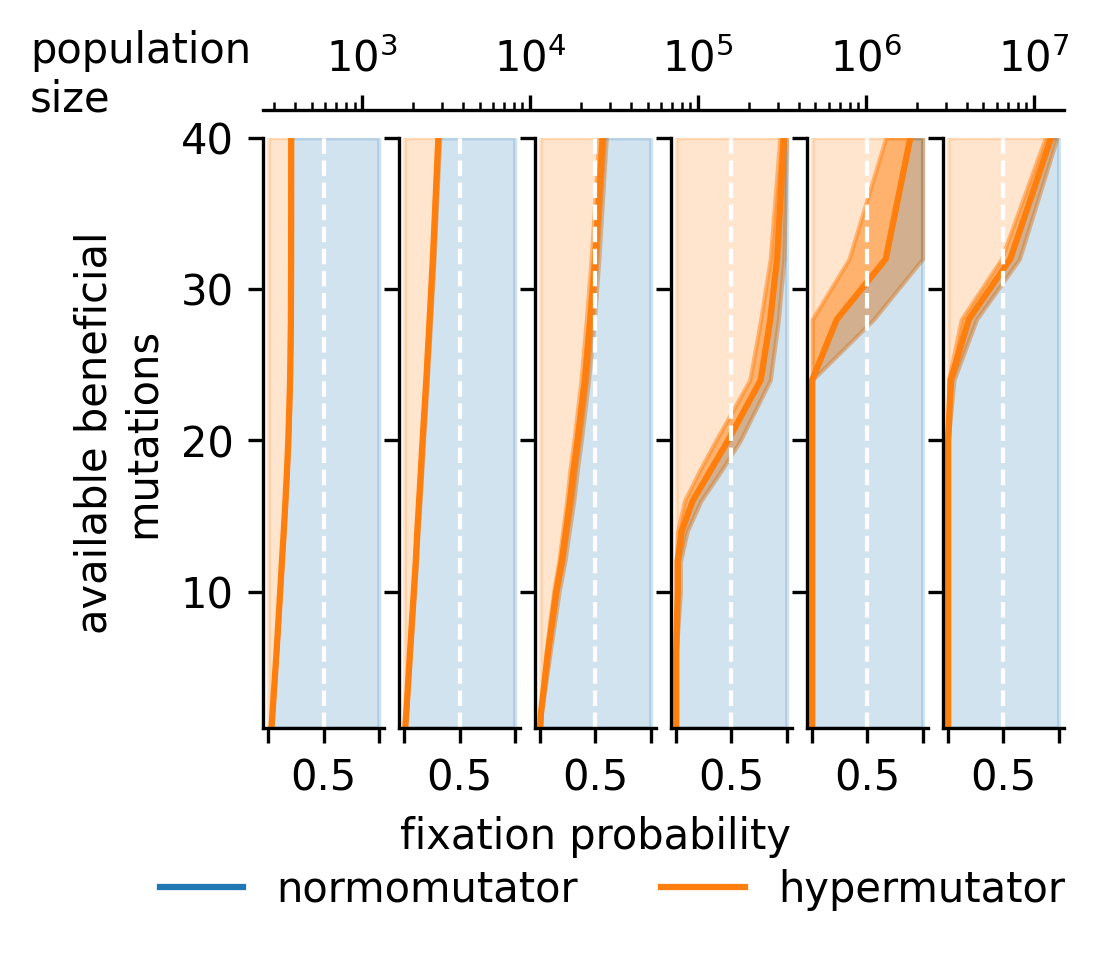 population
size
10³ 10⁴ 10⁵ 10⁶ 10⁷
40
30
20
10
available beneficial
mutations
0.5 0.5 0.5 0.5 0.5 0.5
fixation probability
normomutator hypermutator